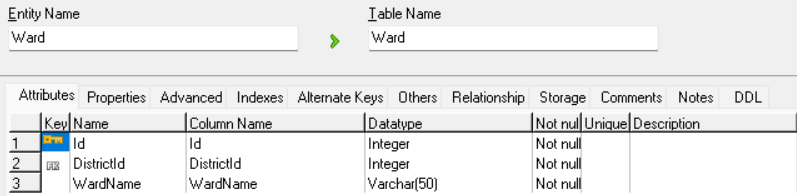 Entity Name Table Name
Ward Ward
Attributes Properties Advanced Indexes Alternate Keys Others Relationship Storage Comments Notes DDL
Key Name Column Name Datatype Not nul Unique Description
1 Id Id Integer Not null
2 DistrictId DistrictId Integer Not null
3 WardName WardName Varchar(50) Not null